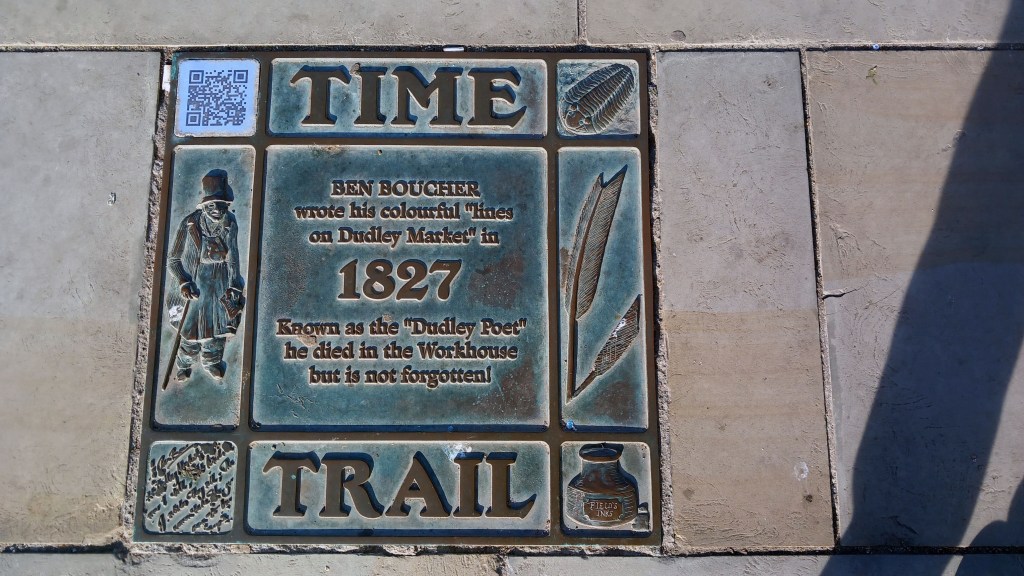 TIME
BEN BOUCHER
wrote his colourful "lines
on Dudley Market" in
1827
Known as the "Dudley Poet"
he died in the Workhouse
but is not forgotten!
TRAIL
FIELD'S
INKS